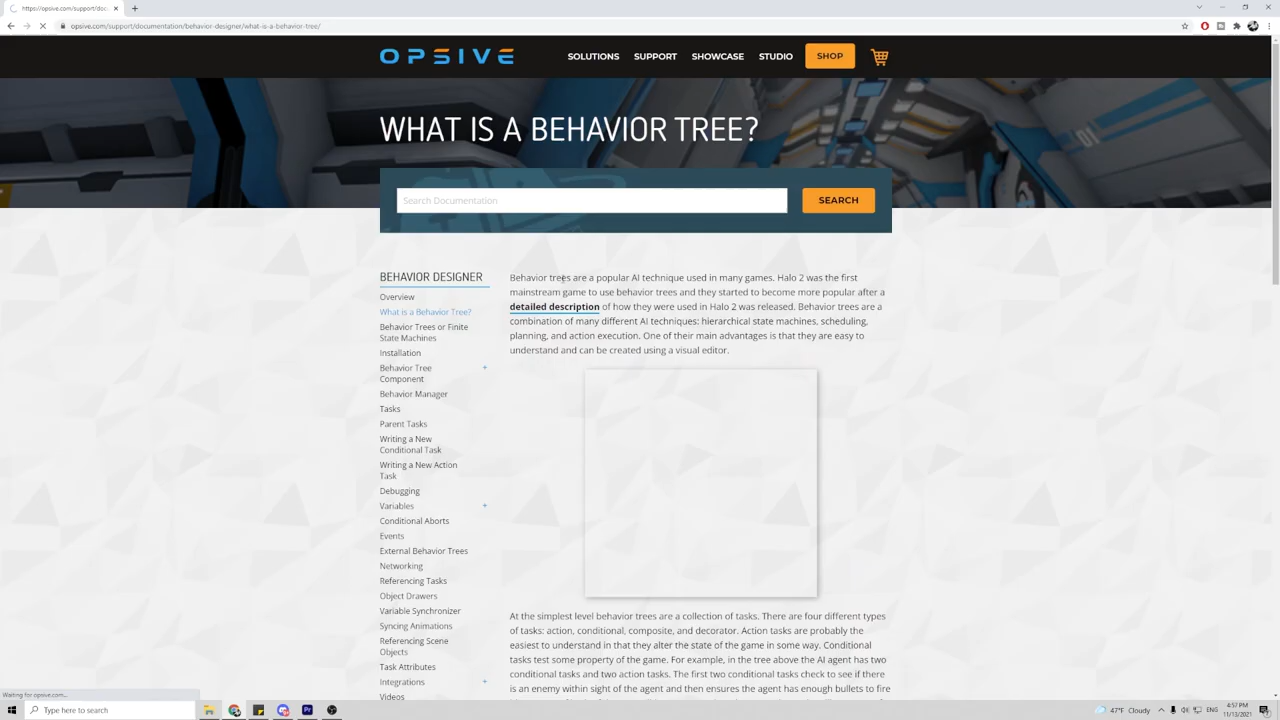 https://opsive.com/support/doc
opsive.com/support/documentation/behavior-designer/what-is-a-behavior-tree/
OPSIVE
SOLUTIONS
SUPPORT
SHOWCASE
STUDIO
SHOP
WHAT IS A BEHAVIOR TREE?
Search Documentation
SEARCH
BEHAVIOR DESIGNER
Overview
What is a Behavior Tree?
Behavior Trees or Finite
State Machines
Installation
Behavior Tree +
Component
Behavior Manager
Tasks
Parent Tasks
Writing a New
Conditional Task
Writing a New Action
Task
Debugging
Variables +
Conditional Aborts
Events
External Behavior Trees
Networking
Referencing Tasks
Object Drawers
Variable Synchronizer
Syncing Animations
Referencing Scene
Objects
Task Attributes
Integrations +
Videos
Behavior trees are a popular AI technique used in many games. Halo 2 was the first
mainstream game to use behavior trees and they started to become more popular after a
detailed description of how they were used in Halo 2 was released. Behavior trees are a
combination of many different AI techniques: hierarchical state machines, scheduling,
planning, and action execution. One of their main advantages is that they are easy to
understand and can be created using a visual editor.
At the simplest level behavior trees are a collection of tasks. There are four different types
of tasks: action, conditional, composite, and decorator. Action tasks are probably the
easiest to understand in that they alter the state of the game in some way. Conditional
tasks test some property of the game. For example, in the tree above the AI agent has two
conditional tasks and two action tasks. The first two conditional tasks check to see if there
is an enemy within sight of the agent and then ensures the agent has enough bullets to fire
Waiting for opsive.com...
Type here to search
47°F Cloudy
ENG
4:57 PM
11/13/2021